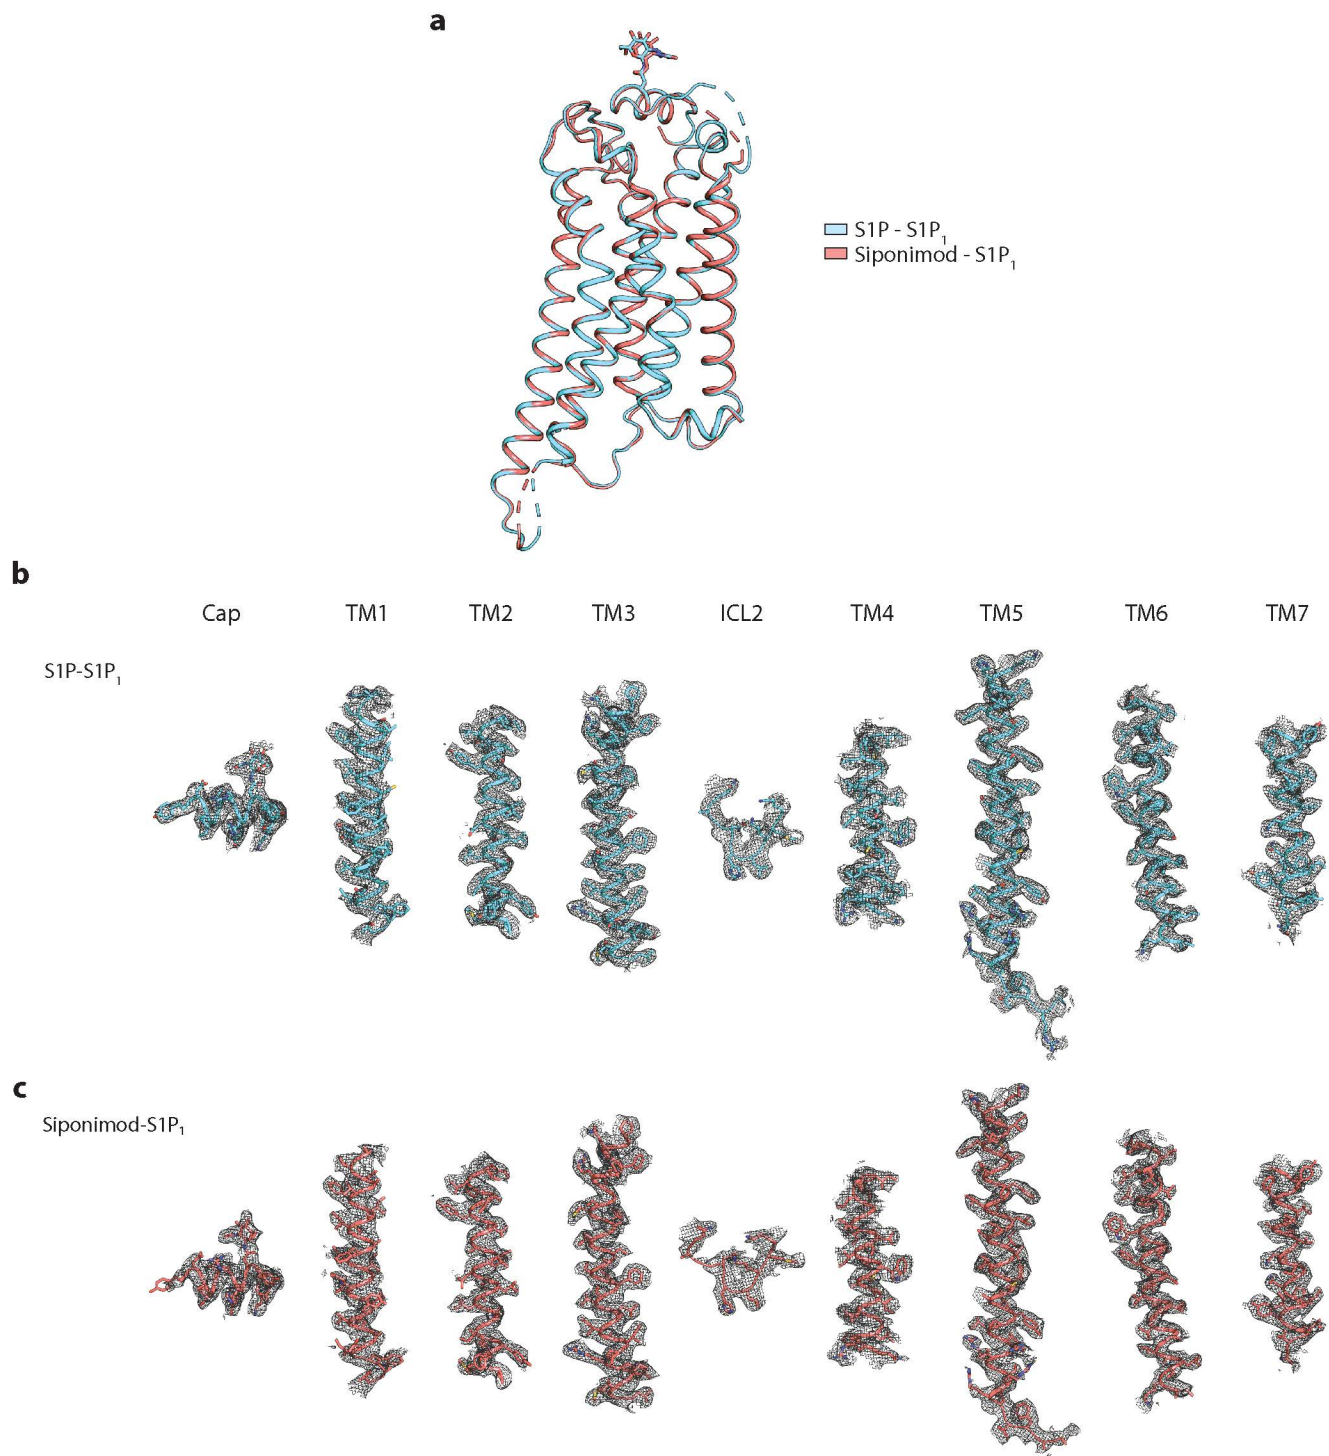 a
S1P - S1P₁
Siponimod - S1P₁
b
Cap TM1 TM2 TM3 ICL2 TM4 TM5 TM6 TM7
S1P-S1P₁
c
Siponimod-S1P₁